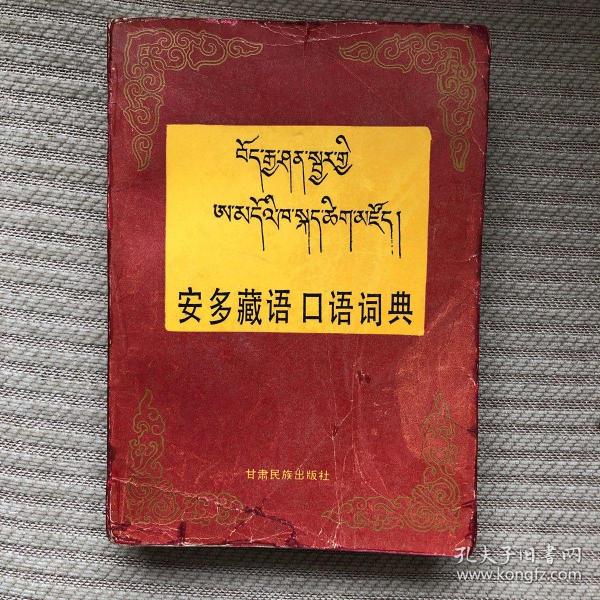 བོད་རྒྱ་ཤན་སྦྱར་གྱི
ཨ་མདོའི་ཁ་སྐད་ཚིག་མཛོད།
安多藏语口语词典
甘肃民族出版社
孔夫子旧书网
www.kongfz.com